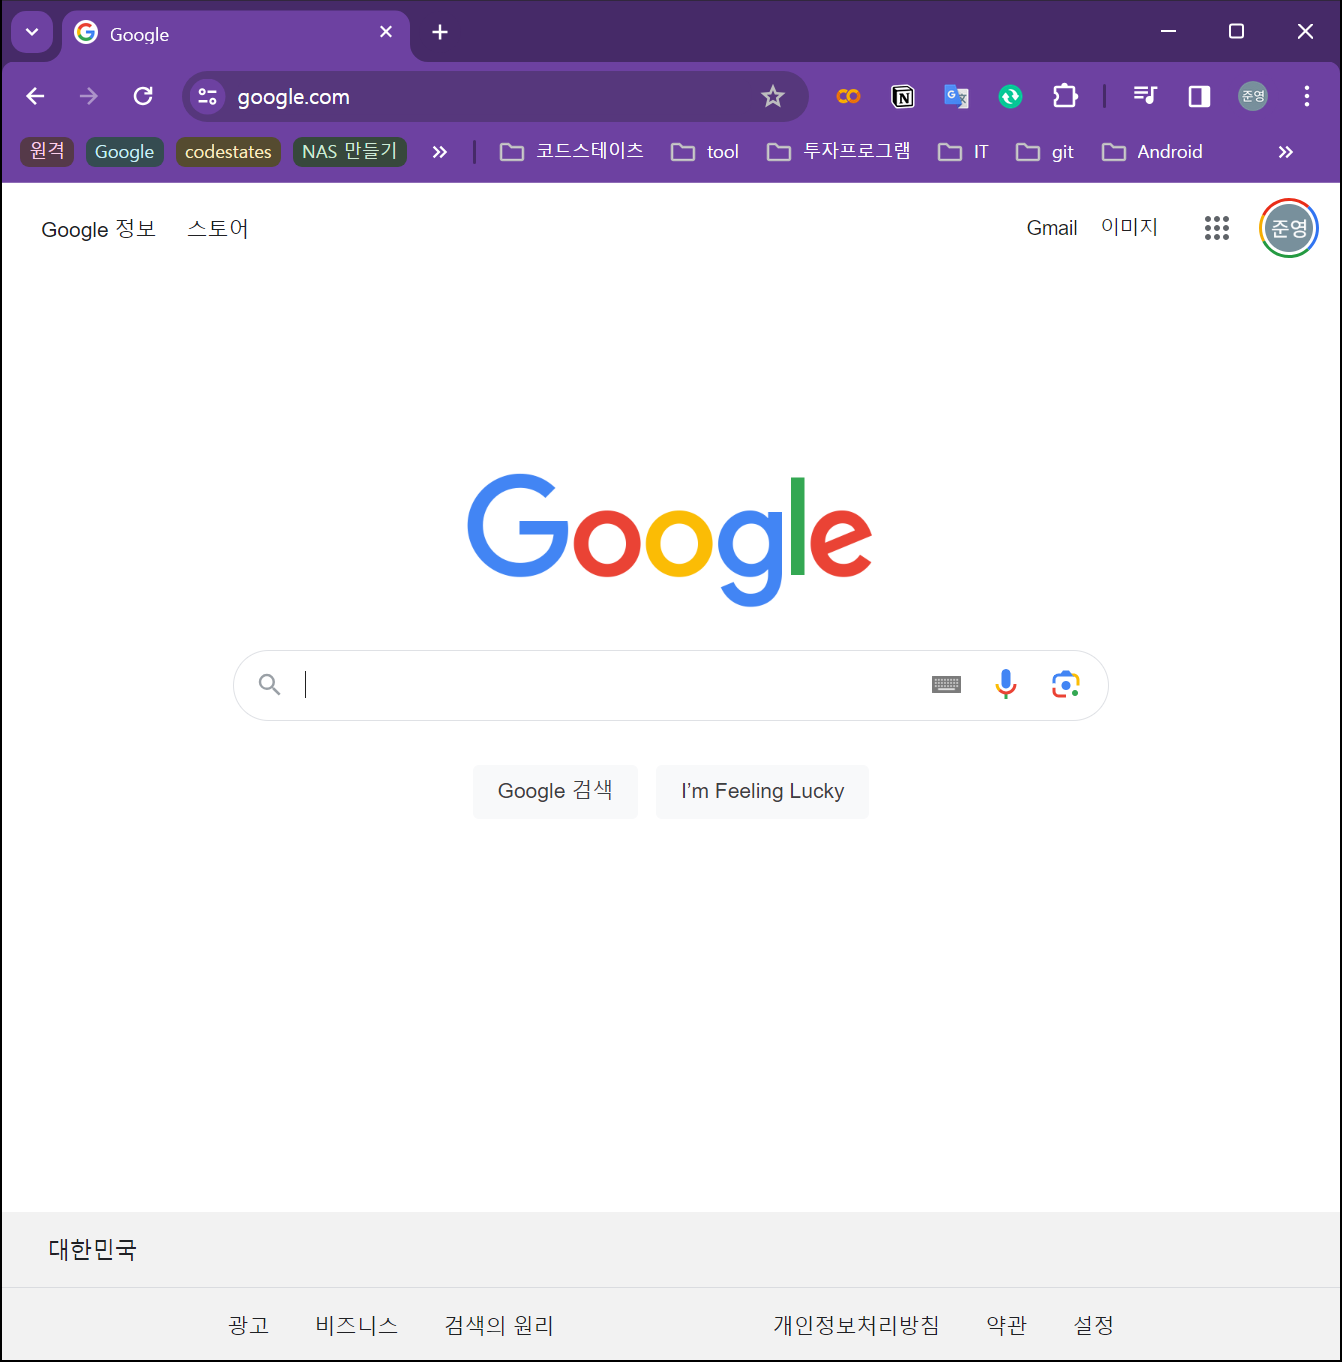 Google
google.com
준영
원격 Google codestates NAS 만들기 코드스테이츠 tool 투자프로그램 IT git Android
Google 정보 스토어 Gmail 이미지 준영
Google
Google 검색 I’m Feeling Lucky
대한민국
광고 비즈니스 검색의 원리 개인정보처리방침 약관 설정